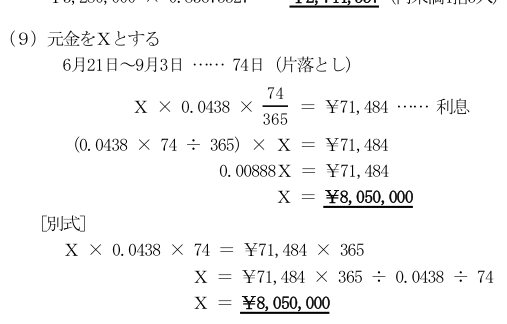 (9) 元金をXとする
6月21日～9月3日 …… 74日 (片落とし)
X × 0.0438 × 74/365 = ¥71,484 …… 利息
(0.0438 × 74 ÷ 365) × X = ¥71,484
0.00888X = ¥71,484
X = ¥8,050,000
[別式]
X × 0.0438 × 74 = ¥71,484 × 365
X = ¥71,484 × 365 ÷ 0.0438 ÷ 74
X = ¥8,050,000